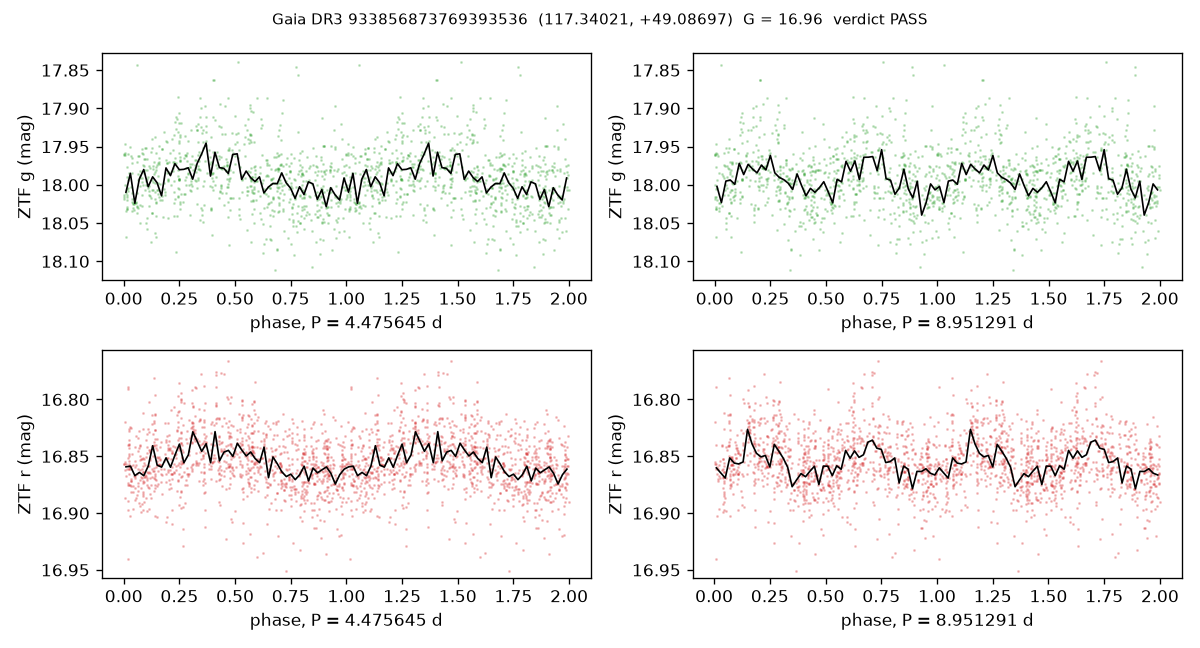 Gaia DR3 933856873769393536 (117.34021, +49.08697) G = 16.96 verdict PASS
ZTF g (mag)
17.85
17.90
17.95
18.00
18.05
18.10
0.00 0.25 0.50 0.75 1.00 1.25 1.50 1.75 2.00
phase, P = 4.475645 d
ZTF g (mag)
17.85
17.90
17.95
18.00
18.05
18.10
0.00 0.25 0.50 0.75 1.00 1.25 1.50 1.75 2.00
phase, P = 8.951291 d
ZTF r (mag)
16.80
16.85
16.90
16.95
0.00 0.25 0.50 0.75 1.00 1.25 1.50 1.75 2.00
phase, P = 4.475645 d
ZTF r (mag)
16.80
16.85
16.90
16.95
0.00 0.25 0.50 0.75 1.00 1.25 1.50 1.75 2.00
phase, P = 8.951291 d